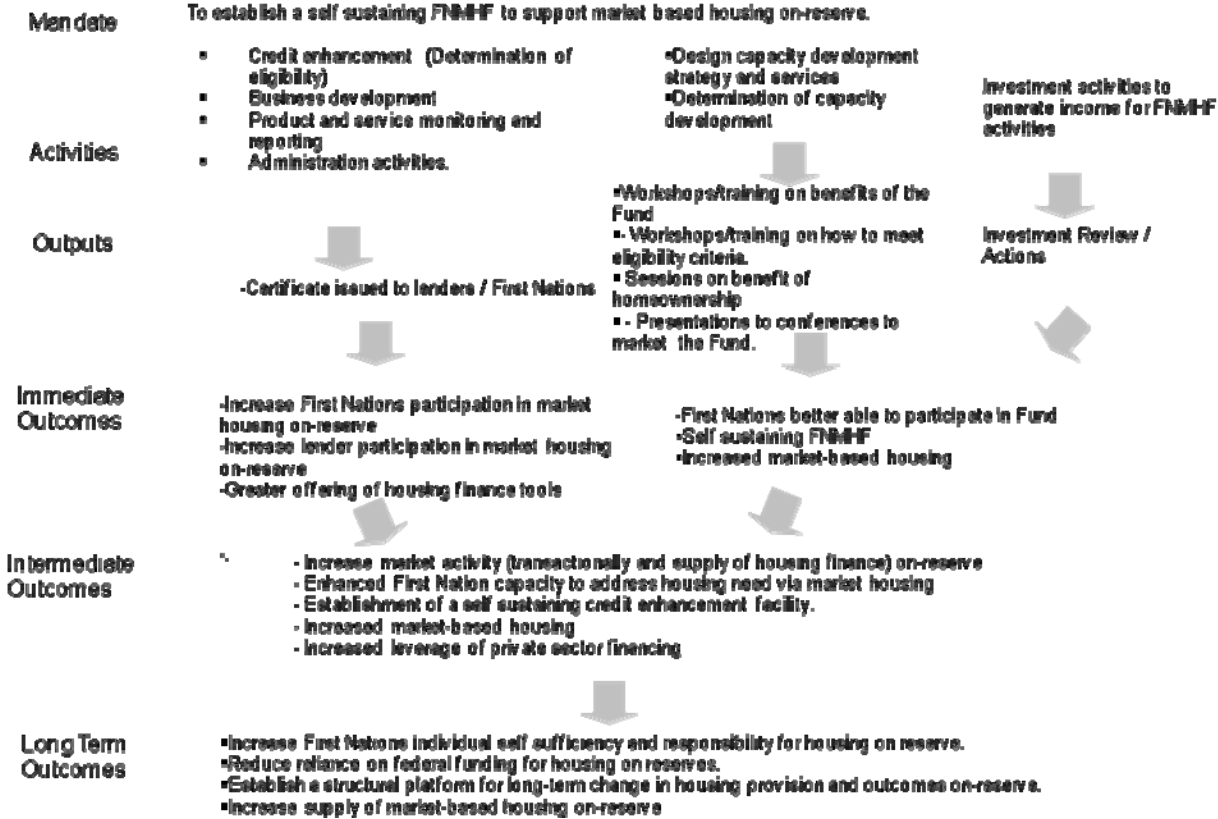 Mandate
To establish a self sustaining FNMHF to support market based housing on-reserve.
Activities
▪ Credit enhancement (Determination of
eligibility)
▪ Business development
▪ Product and service monitoring and
reporting
▪ Administration activities.
▪Design capacity development
strategy and services
▪Determination of capacity
development
Investment activities to
generate income for FNMHF
activities
Outputs
-Certificate issued to lenders / First Nations
▪Workshops/training on benefits of the
Fund
▪- Workshops/training on how to meet
eligibility criteria.
▪ Sessions on benefit of
homeownership
▪ - Presentations to conferences to
market the Fund.
Investment Review /
Actions
Immediate
Outcomes
-Increase First Nations participation in market
housing on-reserve
-Increase lender participation in market housing
on-reserve
-Greater offering of housing finance tools
-First Nations better able to participate in Fund
▪Self sustaining FNMHF
▪Increased market-based housing
Intermediate
Outcomes
- Increase market activity (transactionally and supply of housing finance) on-reserve
- Enhanced First Nation capacity to address housing need via market housing
- Establishment of a self sustaining credit enhancement facility.
- Increased market-based housing
- Increased leverage of private sector financing
Long Term
Outcomes
▪Increase First Nations individual self sufficiency and responsibility for housing on reserve.
▪Reduce reliance on federal funding for housing on reserves.
▪Establish a structural platform for long-term change in housing provision and outcomes on-reserve.
▪Increase supply of market-based housing on-reserve